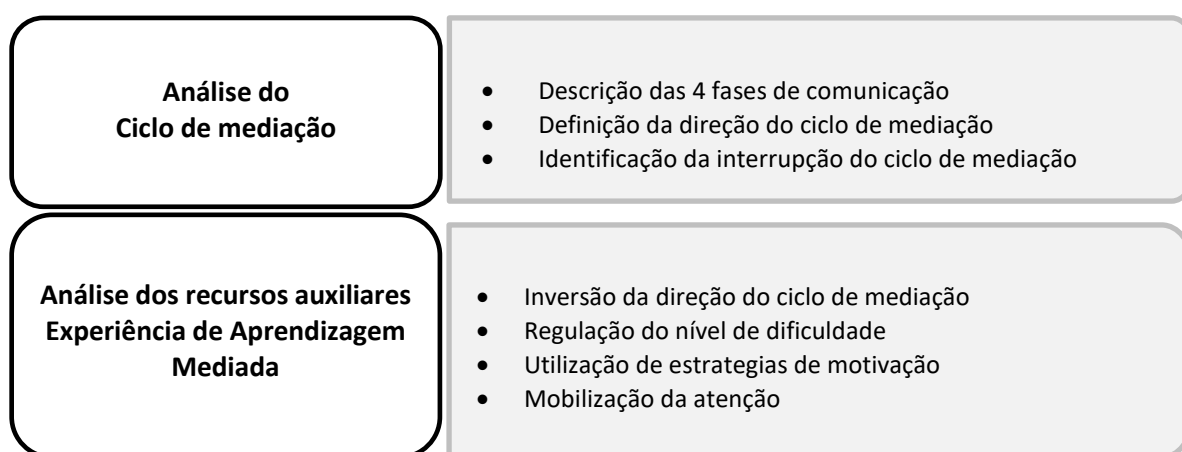 Análise do
Ciclo de mediação
• Descrição das 4 fases de comunicação
• Definição da direção do ciclo de mediação
• Identificação da interrupção do ciclo de mediação
Análise dos recursos auxiliares
Experiência de Aprendizagem
Mediada
• Inversão da direção do ciclo de mediação
• Regulação do nível de dificuldade
• Utilização de estrategias de motivação
• Mobilização da atenção